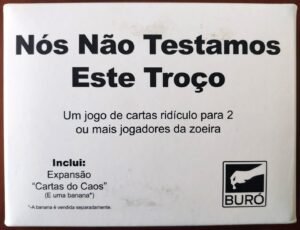 Nós Não Testamos
Este Troço
Um jogo de cartas ridículo para 2
ou mais jogadores da zoeira
Inclui:
Expansão
“Cartas do Caos”
(E uma banana*)
*-A banana é vendida separadamente.
BURÓ